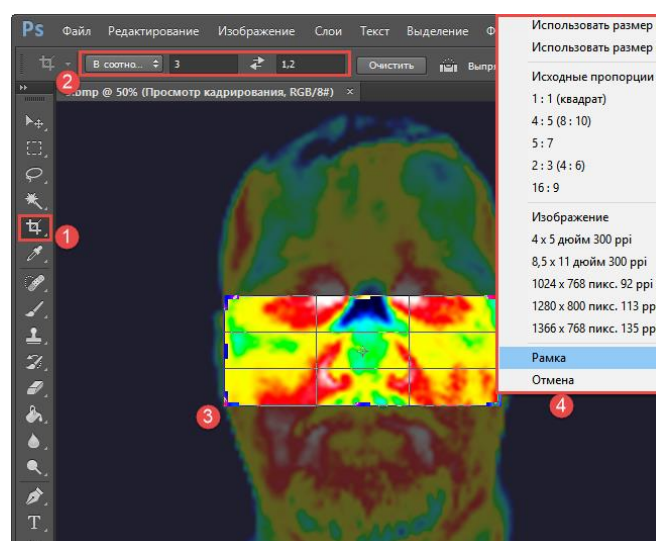 Ps Файл Редактирование Изображение Слои Текст Выделение Ф
В соотно... 3 1,2 Очистить Выпр
.bmp @ 50% (Просмотр кадрирования, RGB/8#) ×
1
2
3
4
Использовать размер
Использовать размер
Исходные пропорции
1 : 1 (квадрат)
4 : 5 (8 : 10)
5 : 7
2 : 3 (4 : 6)
16 : 9
Изображение
4 x 5 дюйм 300 ppi
8,5 x 11 дюйм 300 ppi
1024 x 768 пикс. 92 ppi
1280 x 800 пикс. 113 pp
1366 x 768 пикс. 135 pp
Рамка
Отмена